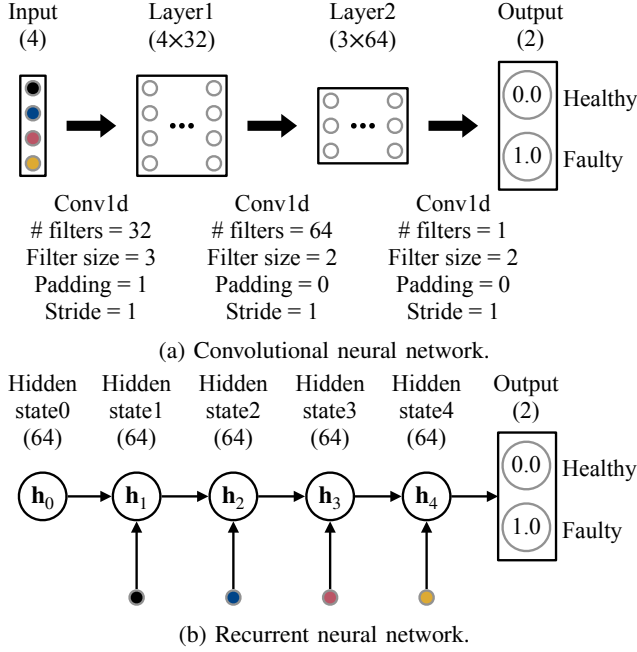 Input Layer1 Layer2 Output
(4) (4×32) (3×64) (2)
0.0 Healthy
1.0 Faulty
Conv1d Conv1d Conv1d
# filters = 32 # filters = 64 # filters = 1
Filter size = 3 Filter size = 2 Filter size = 2
Padding = 1 Padding = 0 Padding = 0
Stride = 1 Stride = 1 Stride = 1
(a) Convolutional neural network.
Hidden Hidden Hidden Hidden Hidden Output
state0 state1 state2 state3 state4 (2)
(64) (64) (64) (64) (64)
0.0 Healthy
h0 h1 h2 h3 h4
1.0 Faulty
(b) Recurrent neural network.